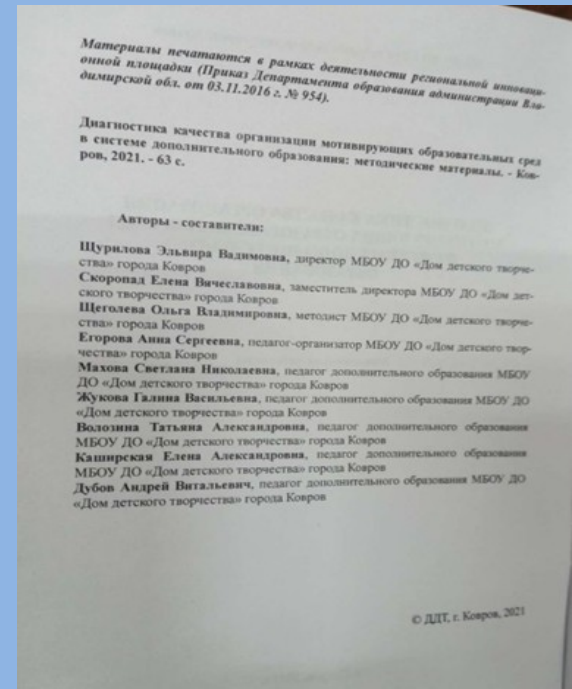 Материалы печатаются в рамках деятельности региональной инноваци-
онной площадки (Приказ Департамента образования администрации Вла-
димирской обл. от 03.11.2016 г. № 954).
Диагностика качества организации мотивирующих образовательных сред
в системе дополнительного образования: методические материалы. - Ков-
ров, 2021. - 63 с.
Авторы - составители:
Щурилова Эльвира Вадимовна, директор МБОУ ДО «Дом детского творче-
ства» города Ковров
Скоропад Елена Вячеславовна, заместитель директора МБОУ ДО «Дом дет-
ского творчества» города Ковров
Щеголева Ольга Владимировна, методист МБОУ ДО «Дом детского творче-
ства» города Ковров
Егорова Анна Сергеевна, педагог-организатор МБОУ ДО «Дом детского твор-
чества» города Ковров
Махова Светлана Николаевна, педагог дополнительного образования МБОУ
ДО «Дом детского творчества» города Ковров
Жукова Галина Васильевна, педагог дополнительного образования МБОУ ДО
«Дом детского творчества» города Ковров
Волозина Татьяна Александровна, педагог дополнительного образования
МБОУ ДО «Дом детского творчества» города Ковров
Каширская Елена Александровна, педагог дополнительного образования
МБОУ ДО «Дом детского творчества» города Ковров
Дубов Андрей Витальевич, педагог дополнительного образования МБОУ ДО
«Дом детского творчества» города Ковров
© ДДТ, г. Ковров, 2021